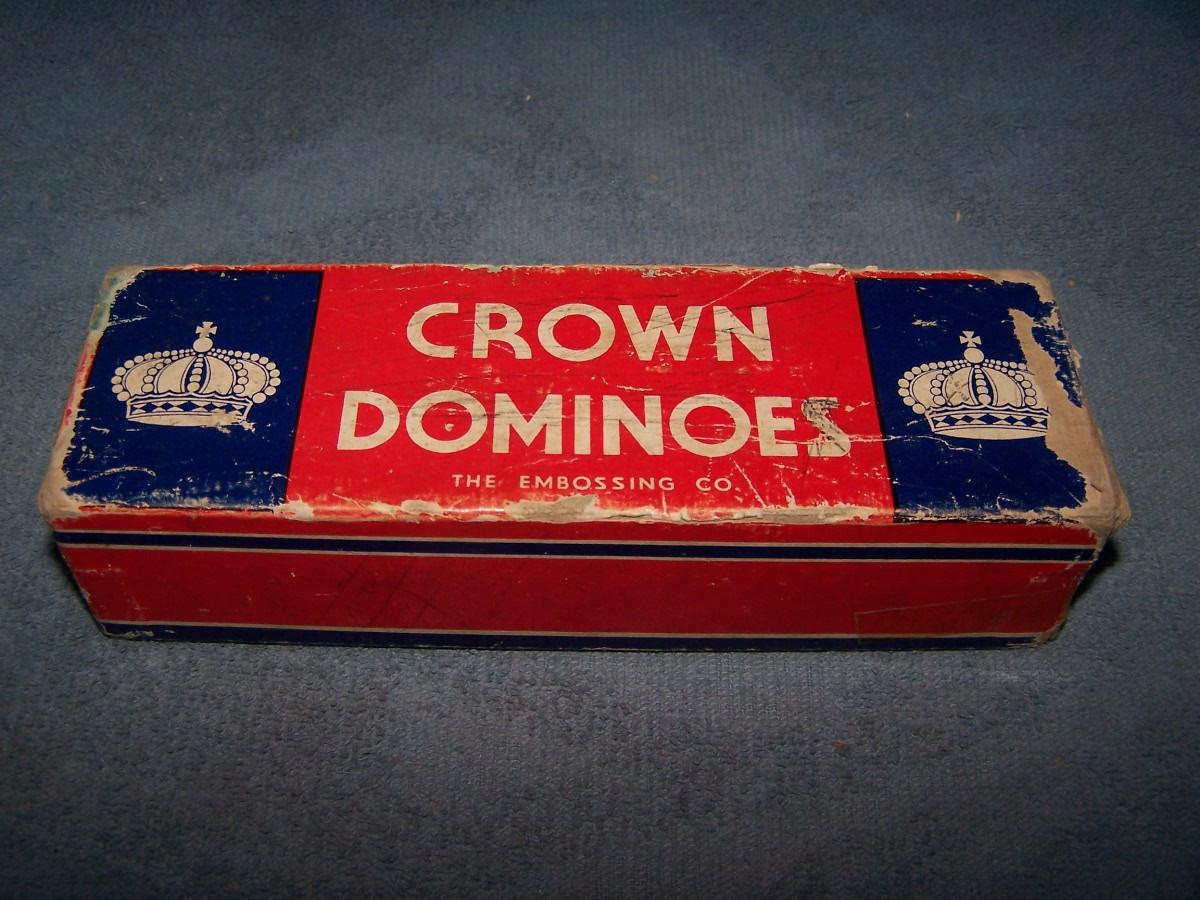 CROWN
DOMINOES
THE EMBOSSING CO.